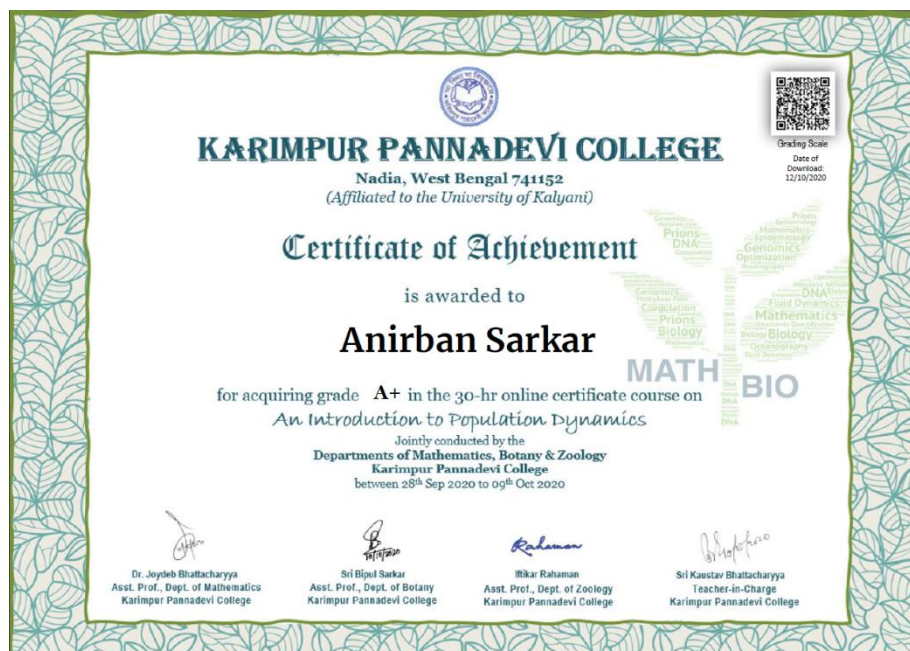 KARIMPUR PANNADEVI COLLEGE
Nadia, West Bengal 741152
(Affiliated to the University of Kalyani)
Grading Scale
Date of
Download:
12/10/2020
Certificate of Achievement
is awarded to
Anirban Sarkar
for acquiring grade A+ in the 30-hr online certificate course on
An Introduction to Population Dynamics
Jointly conducted by the
Departments of Mathematics, Botany & Zoology
Karimpur Pannadevi College
between 28th Sep 2020 to 09th Oct 2020
Prions
DNA
Genomics
Optimization
Genomics
Coagulation
Prions
Biology
DNA
Fluid Dynamics
Mathematics
Biology
Oceanography
MATH BIO
Rahaman
Dr. Joydeb Bhattacharyya
Asst. Prof., Dept. of Mathematics
Karimpur Pannadevi College
Sri Bipul Sarkar
Asst. Prof., Dept. of Botany
Karimpur Pannadevi College
Iftikar Rahaman
Asst. Prof., Dept. of Zoology
Karimpur Pannadevi College
Sri Kaustav Bhattacharyya
Teacher-in-Charge
Karimpur Pannadevi College